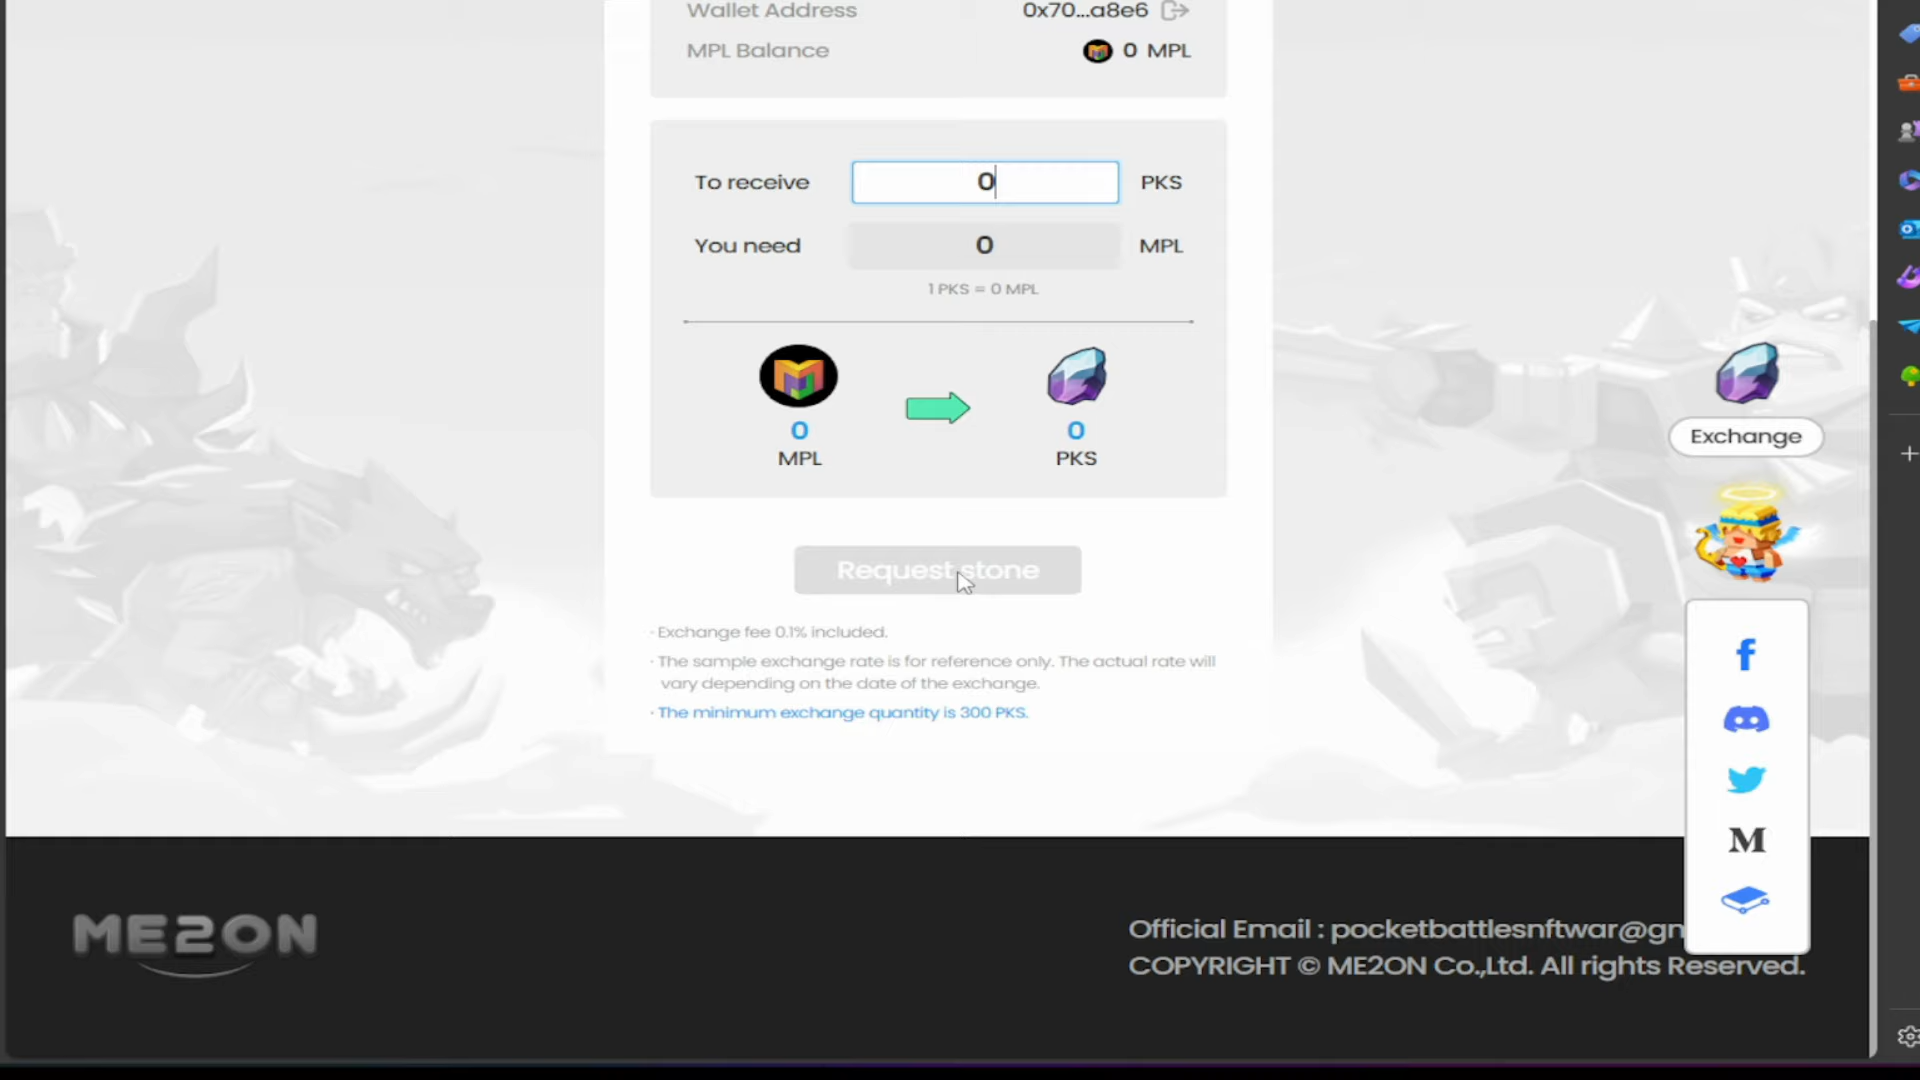 Wallet Address 0x70...a8e6
MPL Balance 0 MPL
To receive 0 PKS
You need 0 MPL
1 PKS = 0 MPL
0 0
MPL PKS
Exchange
Request stone
· Exchange fee 0.1% included.
· The sample exchange rate is for reference only. The actual rate will
vary depending on the date of the exchange.
· The minimum exchange quantity is 300 PKS.
ME2ON
Official Email : pocketbattlesnftwar@gm
COPYRIGHT © ME2ON Co.,Ltd. All rights Reserved.